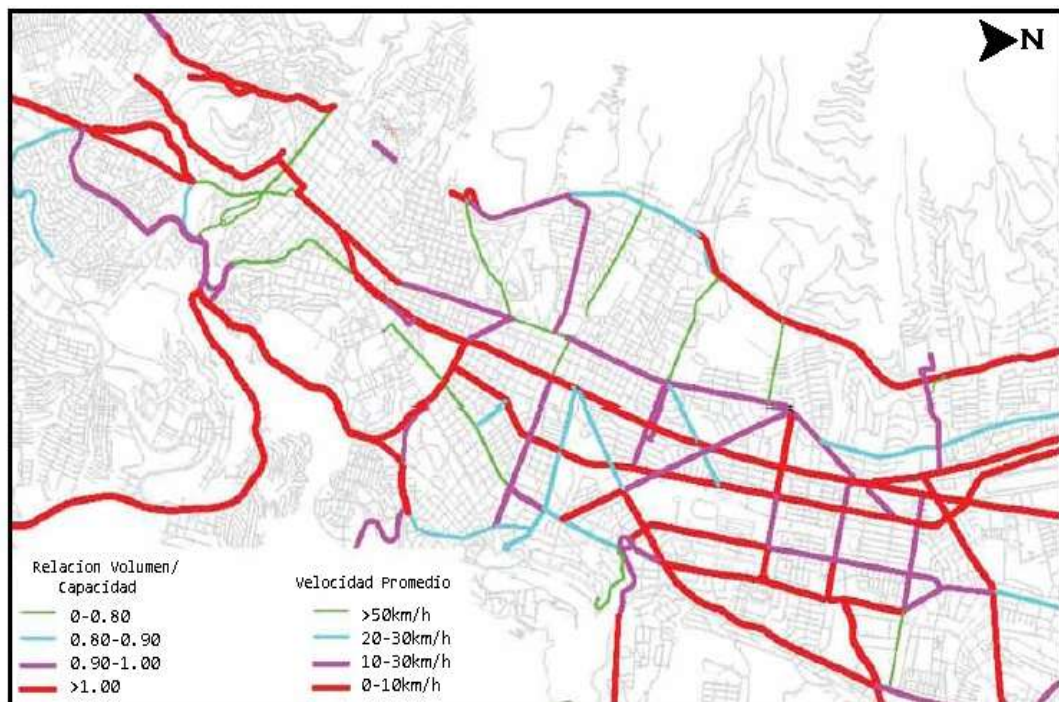 N
Relacion Volumen/
Capacidad
0-0.80
0.80-0.90
0.90-1.00
>1.00
Velocidad Promedio
>50km/h
20-30km/h
10-30km/h
0-10km/h